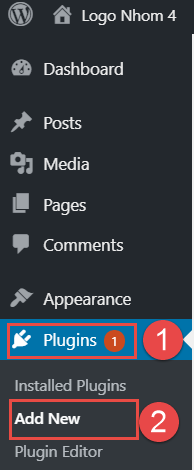 Logo Nhom 4
Dashboard
Posts
Media
Pages
Comments
Appearance
Plugins 1 1
Installed Plugins
Add New 2
Plugin Editor